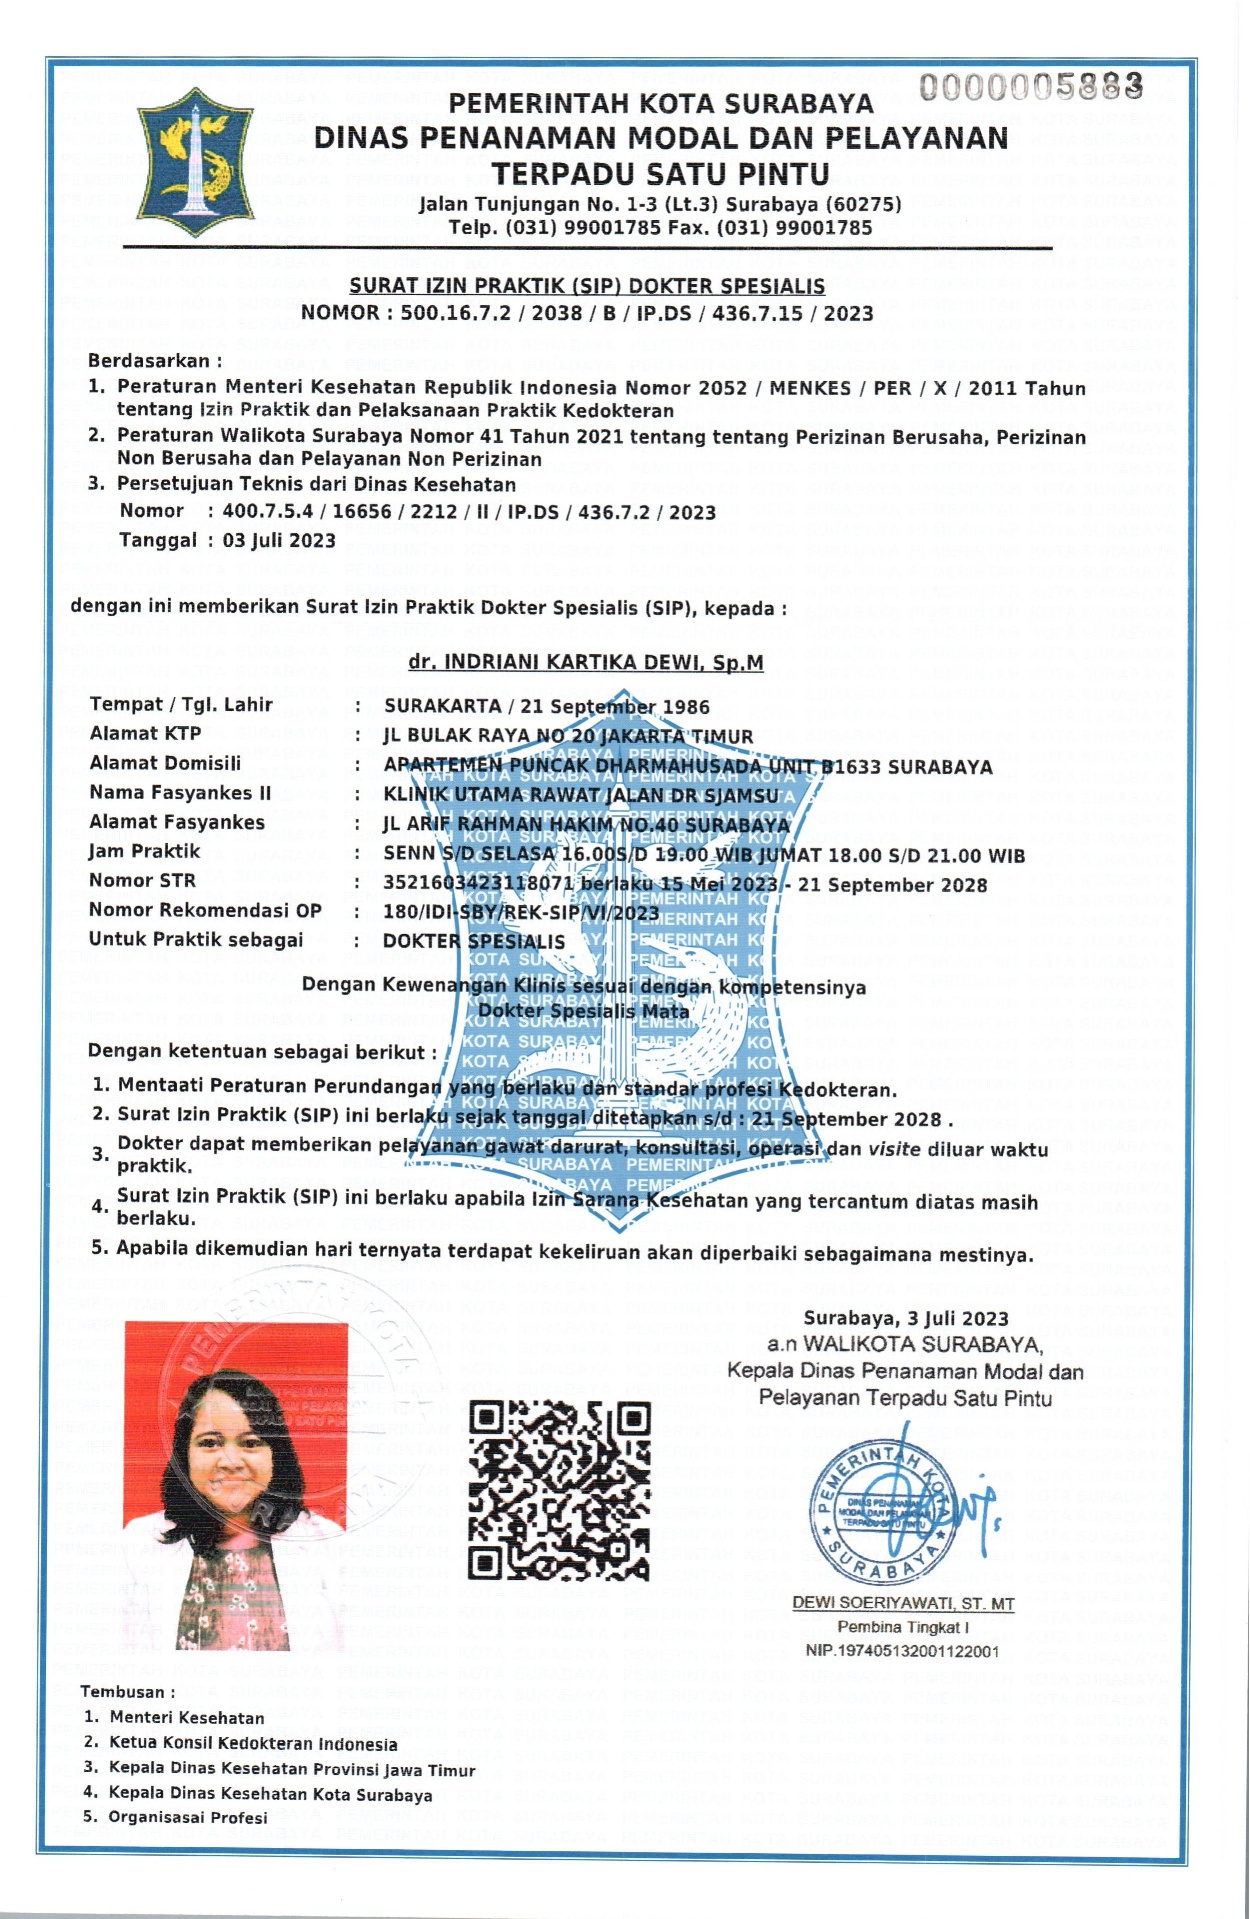 0000005883
PEMERINTAH KOTA SURABAYA
DINAS PENANAMAN MODAL DAN PELAYANAN
TERPADU SATU PINTU
Jalan Tunjungan No. 1-3 (Lt.3) Surabaya (60275)
Telp. (031) 99001785 Fax. (031) 99001785
SURAT IZIN PRAKTIK (SIP) DOKTER SPESIALIS
NOMOR : 500.16.7.2 / 2038 / B / IP.DS / 436.7.15 / 2023
Berdasarkan :
1. Peraturan Menteri Kesehatan Republik Indonesia Nomor 2052 / MENKES / PER / X / 2011 Tahun
tentang Izin Praktik dan Pelaksanaan Praktik Kedokteran
2. Peraturan Walikota Surabaya Nomor 41 Tahun 2021 tentang tentang Perizinan Berusaha, Perizinan
Non Berusaha dan Pelayanan Non Perizinan
3. Persetujuan Teknis dari Dinas Kesehatan
Nomor : 400.7.5.4 / 16656 / 2212 / II / IP.DS / 436.7.2 / 2023
Tanggal : 03 Juli 2023
dengan ini memberikan Surat Izin Praktik Dokter Spesialis (SIP), kepada :
dr. INDRIANI KARTIKA DEWI, Sp.M
Tempat / Tgl. Lahir : SURAKARTA / 21 September 1986
Alamat KTP : JL BULAK RAYA NO 20 JAKARTA TIMUR
Alamat Domisili : APARTEMEN PUNCAK DHARMAHUSADA UNIT B1633 SURABAYA
Nama Fasyankes II : KLINIK UTAMA RAWAT JALAN DR SJAMSU
Alamat Fasyankes : JL ARIF RAHMAN HAKIM NO.40 SURABAYA
Jam Praktik : SENN S/D SELASA 16.00S/D 19.00 WIB JUMAT 18.00 S/D 21.00 WIB
Nomor STR : 3521603423118071 berlaku 15 Mei 2023 - 21 September 2028
Nomor Rekomendasi OP : 180/IDI-SBY/REK-SIP/VI/2023
Untuk Praktik sebagai : DOKTER SPESIALIS
Dengan Kewenangan Klinis sesuai dengan kompetensinya
Dokter Spesialis Mata
Dengan ketentuan sebagai berikut :
1. Mentaati Peraturan Perundangan yang berlaku dan standar profesi Kedokteran.
2. Surat Izin Praktik (SIP) ini berlaku sejak tanggal ditetapkan s/d : 21 September 2028 .
3. Dokter dapat memberikan pelayanan gawat darurat, konsultasi, operasi dan visite diluar waktu
praktik.
4. Surat Izin Praktik (SIP) ini berlaku apabila Izin Sarana Kesehatan yang tercantum diatas masih
berlaku.
5. Apabila dikemudian hari ternyata terdapat kekeliruan akan diperbaiki sebagaimana mestinya.
Surabaya, 3 Juli 2023
a.n WALIKOTA SURABAYA,
Kepala Dinas Penanaman Modal dan
Pelayanan Terpadu Satu Pintu
PEMERINTAH KOTA
DINAS PENANAMAN
MODAL DAN PELAYANAN
TERPADU SATU PINTU
SURABAYA
DEWI SOERIYAWATI, ST. MT
Pembina Tingkat I
NIP.197405132001122001
Tembusan :
1. Menteri Kesehatan
2. Ketua Konsil Kedokteran Indonesia
3. Kepala Dinas Kesehatan Provinsi Jawa Timur
4. Kepala Dinas Kesehatan Kota Surabaya
5. Organisasai Profesi